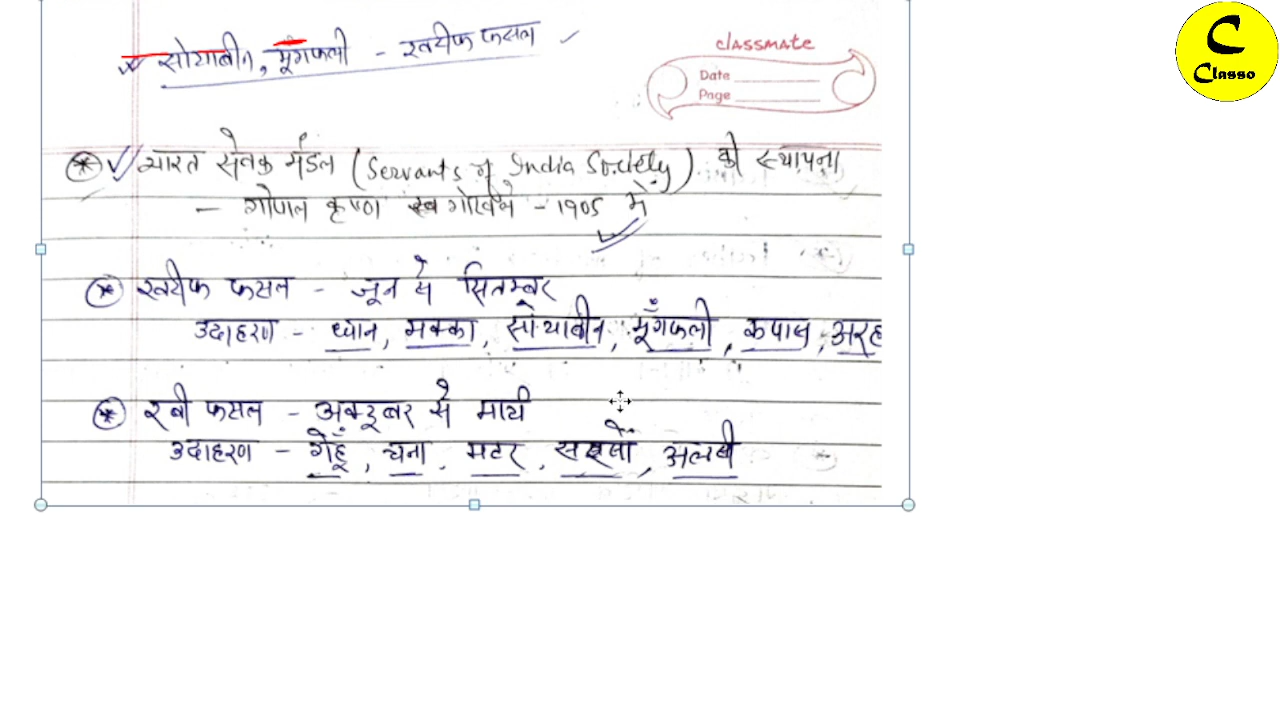 * सोयाबीन, मूंगफली - खरीफ फसल
classmate
Date
Page
C
Classo
* भारत सेवक मंडल (Servants of India Society) की स्थापना
- गोपाल कृष्ण गोखले - 1905 में
* खरीफ फसल - जून से सितम्बर
उदाहरण - धान, मक्का, सोयाबीन, मूँगफली, कपास, अरह
* रबी फसल - अक्टूबर से मार्च
उदाहरण - गेहूँ, चना, मटर, सरसों, अलसी